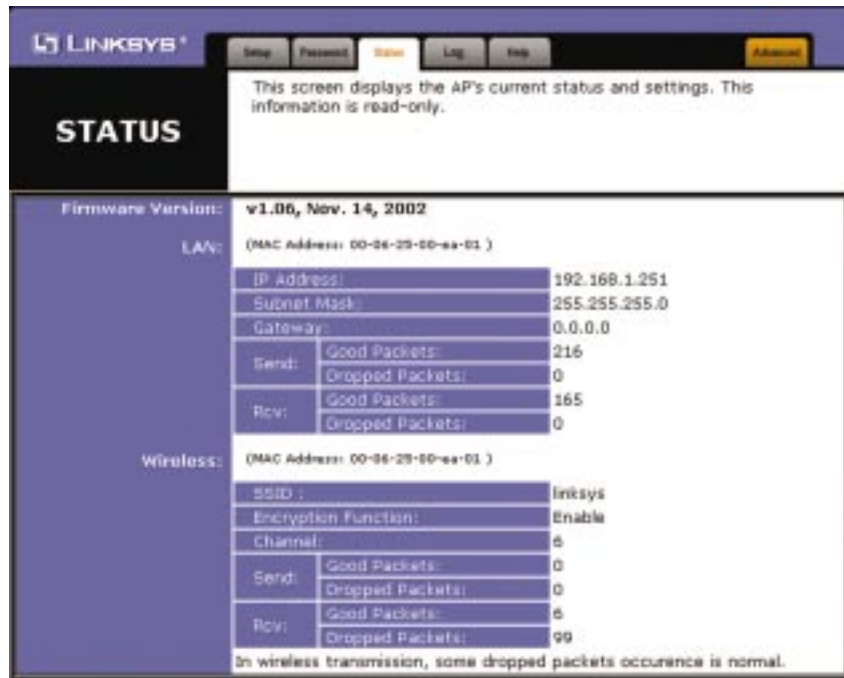 LINKSYS®
Setup Password Status Log Help Advanced
STATUS
This screen displays the AP's current status and settings. This
information is read-only.
Firmware Version: v1.06, Nov. 14, 2002
LAN: (MAC Address: 00-06-25-00-ea-01 )
IP Address: 192.168.1.251
Subnet Mask: 255.255.255.0
Gateway: 0.0.0.0
Send: Good Packets: 216
Dropped Packets: 0
Rcv: Good Packets: 165
Dropped Packets: 0
Wireless: (MAC Address: 00-06-25-00-ea-01 )
SSID : linksys
Encryption Function: Enable
Channel: 6
Send: Good Packets: 0
Dropped Packets: 0
Rcv: Good Packets: 6
Dropped Packets: 99
In wireless transmission, some dropped packets occurence is normal.